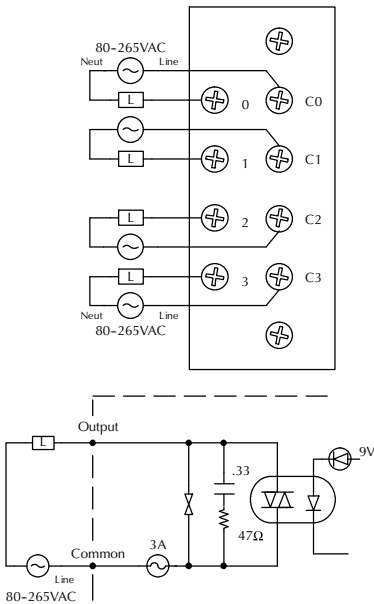 80-265VAC
Neut Line
L 0 C0
L 1 C1
L 2 C2
L 3 C3
Neut Line
80-265VAC
Output
L
.33
9V
47Ω
3A
Common
Line
80-265VAC